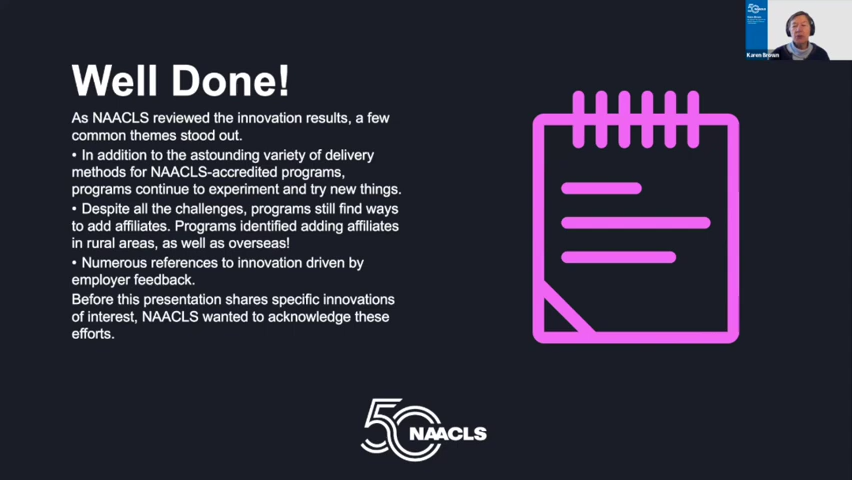 Well Done!
As NAACLS reviewed the innovation results, a few
common themes stood out.
• In addition to the astounding variety of delivery
methods for NAACLS-accredited programs,
programs continue to experiment and try new things.
• Despite all the challenges, programs still find ways
to add affiliates. Programs identified adding affiliates
in rural areas, as well as overseas!
• Numerous references to innovation driven by
employer feedback.
Before this presentation shares specific innovations
of interest, NAACLS wanted to acknowledge these
efforts.
50 NAACLS
Karen Brown